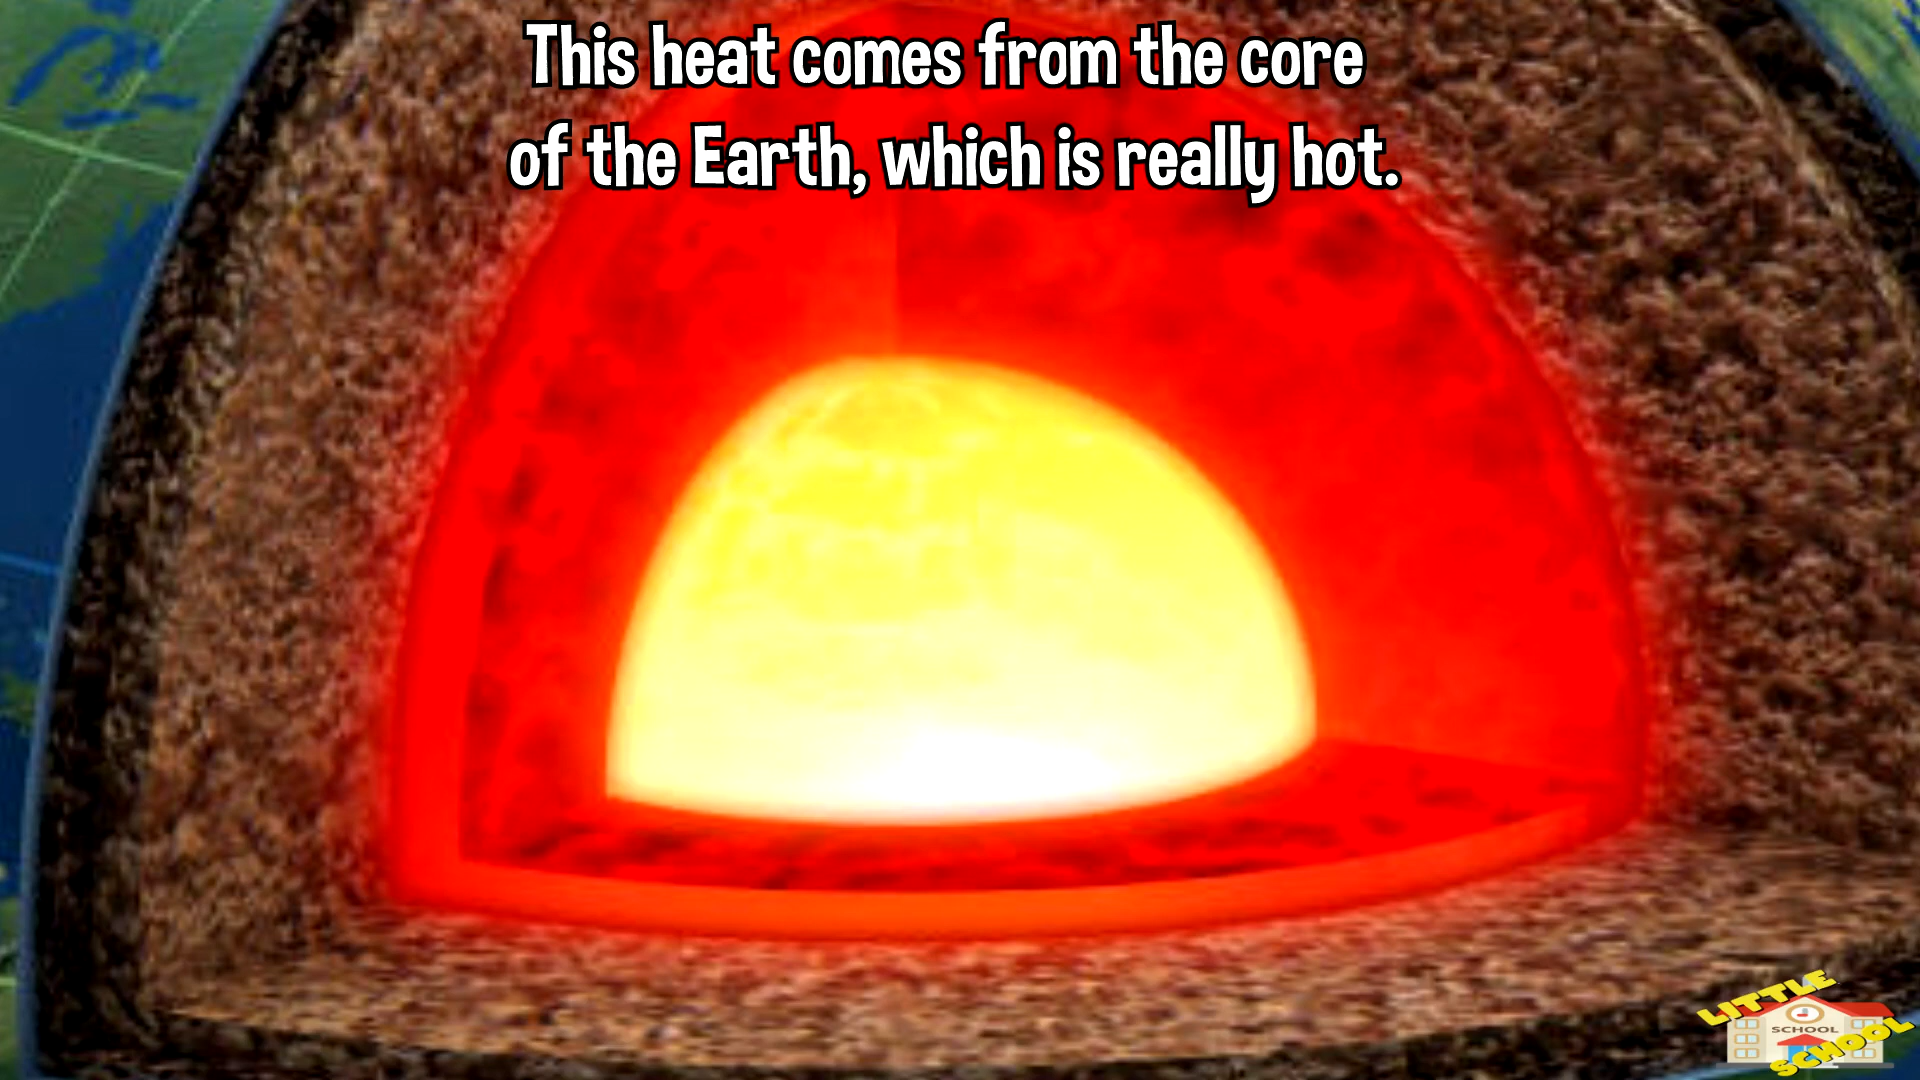 This heat comes from the core
of the Earth, which is really hot.
LITTLE
SCHOOL
SCHOOL